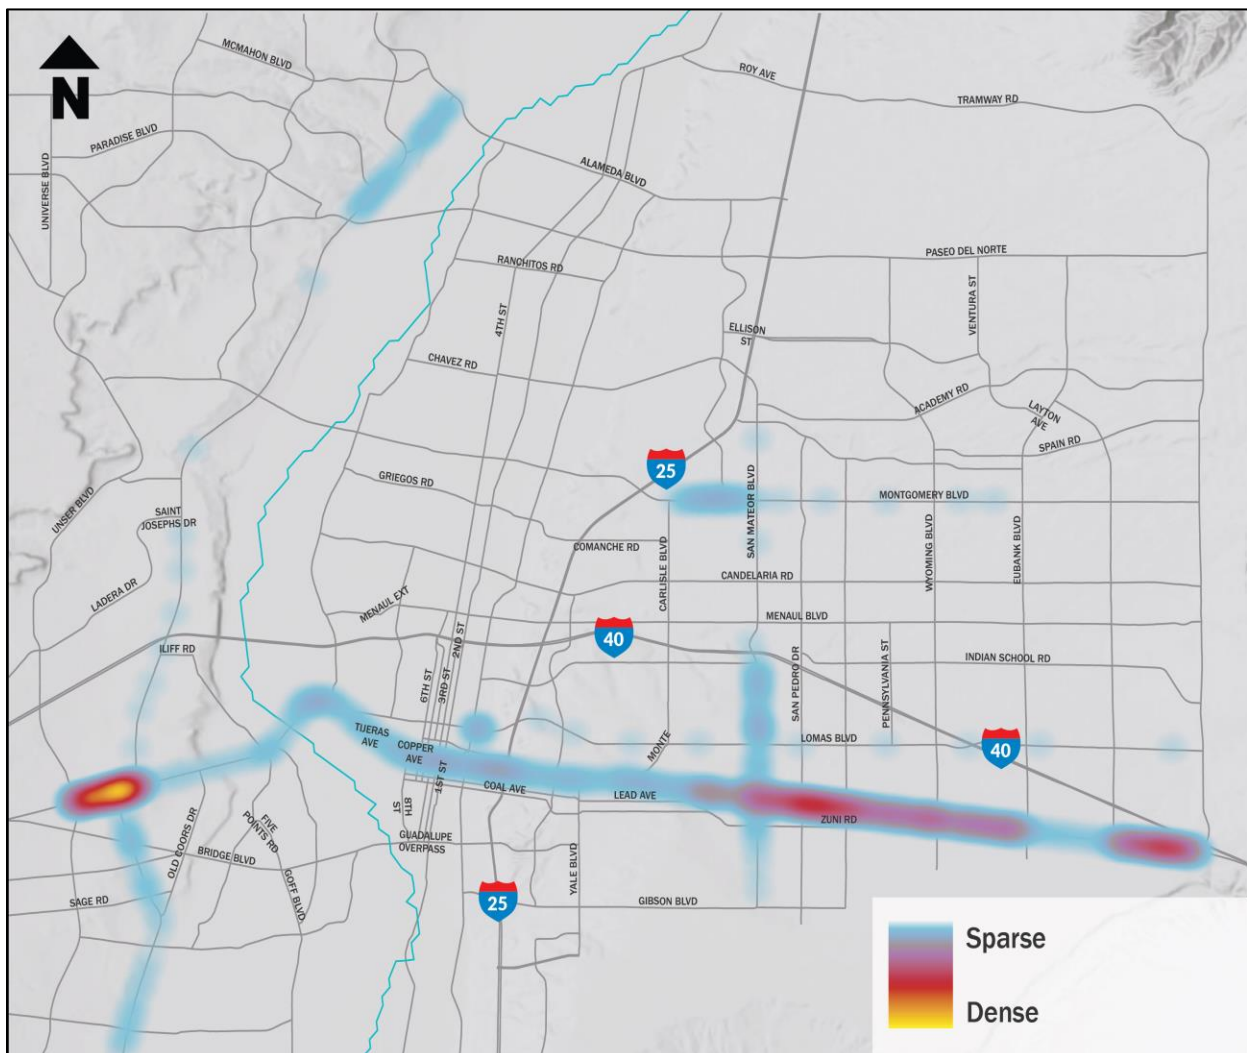 MCMAHON BLVD
ROY AVE
TRAMWAY RD
N
PARADISE BLVD
ALAMEDA BLVD
UNIVERSE BLVD
PASEO DEL NORTE
RANCHITOS RD
4TH ST
VENTURA ST
ELLISON
ST
CHAVEZ RD
ACADEMY RD
LAYTON
AVE
SPAIN RD
25
GRIEGOS RD
SAN MATEOR BLVD
MONTGOMERY BLVD
UNSER BLVD
SAINT
JOSEPHS DR
COMANCHE RD
CARLISLE BLVD
WYOMING BLVD
EUBANK BLVD
CANDELARIA RD
LADERA DR
MENAUL EXT
MENAUL BLVD
2ND ST
40
ILIFF RD
INDIAN SCHOOL RD
6TH ST
3RD ST
SAN PEDRO DR
PENNSYLVANIA ST
TIJERAS
AVE
COPPER
AVE
MONTE
LOMAS BLVD
40
1ST ST
COAL AVE
LEAD AVE
8TH
ST
ZUNI RD
OLD COORS DR
FIVE
POINTS RD
GUADALUPE
OVERPASS
BRIDGE BLVD
YALE BLVD
GOFF BLVD
SAGE RD
25
GIBSON BLVD
Sparse
Dense